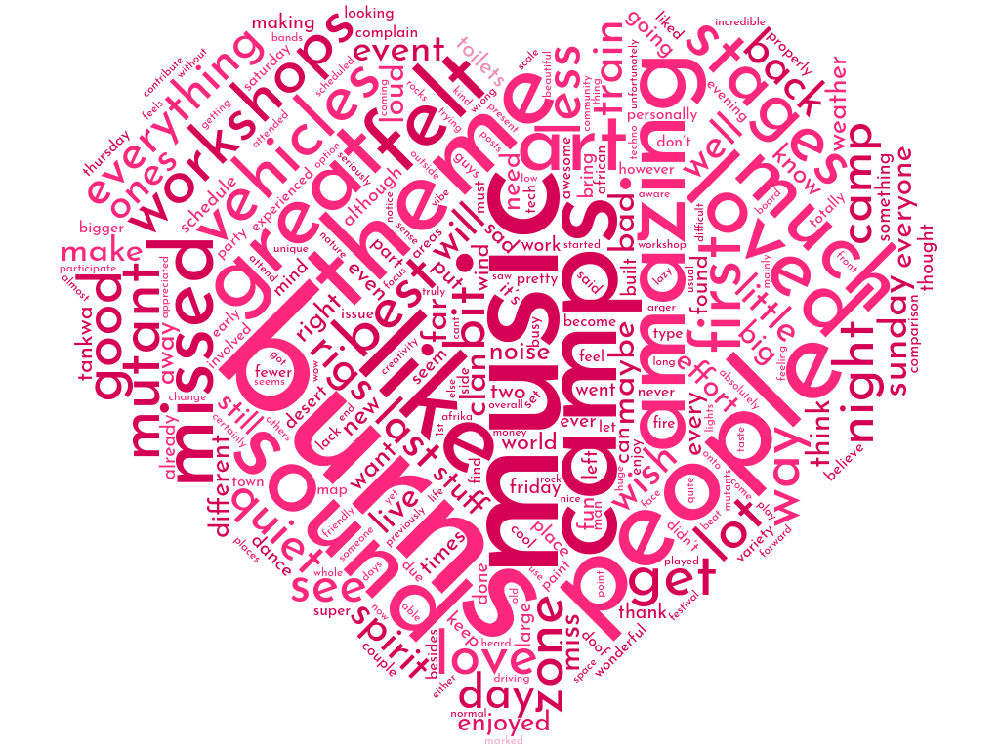 looking
making
complain
bands
event
toilets
scale
liked
incredible
without
everything
saturday
workshops
scheduled
coming
loud
rocks
felt
kind
wrong
beautiful
less
train
going
stages
back
properly
contribute
feels
getting
attended
vehicles
trying
present
theme
community
thing
unfortunately
evening
weather
thursday
ones
schedule
experienced
option
seriously
although
outside
guys
posts
art
personally
techno
don't
well
know
camp
bigger
party
great
notice
vibe
need
low
tech
awesome
bring
african
however
much
totally
something
everyone
make
participate
almost
missed
appreciated
unique
attend
mind
nature
sense
areas
must
sad
will
work
started
bad
amazing
aware
workshop
difficult
board
loved
front
thought
good
mutant
tankwa
away
early
involved
the
part
focus
even
best
put
truly
wind
saw
it's
pretty
said
built
lazy
usual
found
first
mainly
little
church
sunday
comparison
change
burn
got
fewer
seems
right
issue
rigs
wow
creativity
far
cant
bit
noise
busy
become
larger
type
big
feeling
night
already
still
others
certainly
desert
lack
end
new
like
seem
else
side
clan
two
overall
set
music
camps
feel
went
maybe
long
never
effort
absolutely
people
think
believe
different
town
sound
map
want
last
1st
afrika
money
world
ever
let
can
fire
every
lights
taste
way
quiet
friendly
yet
live
stuff
find
friday
rock
left
huge
enjoy
wish
onto
quite
mutants
come
play
lot
variety
forward
places
dance
someone
previously
life
times
cool
nice
fun
man
face
didn't
beat
see
whole
days
due
done
use
paint
place
point
played
get
super
spirit
now
able
keep
old
large
zone
miss
doof
thank
festival
couple
besides
love
heard
driving
space
wonderful
either
day
normal
enjoyed
marked